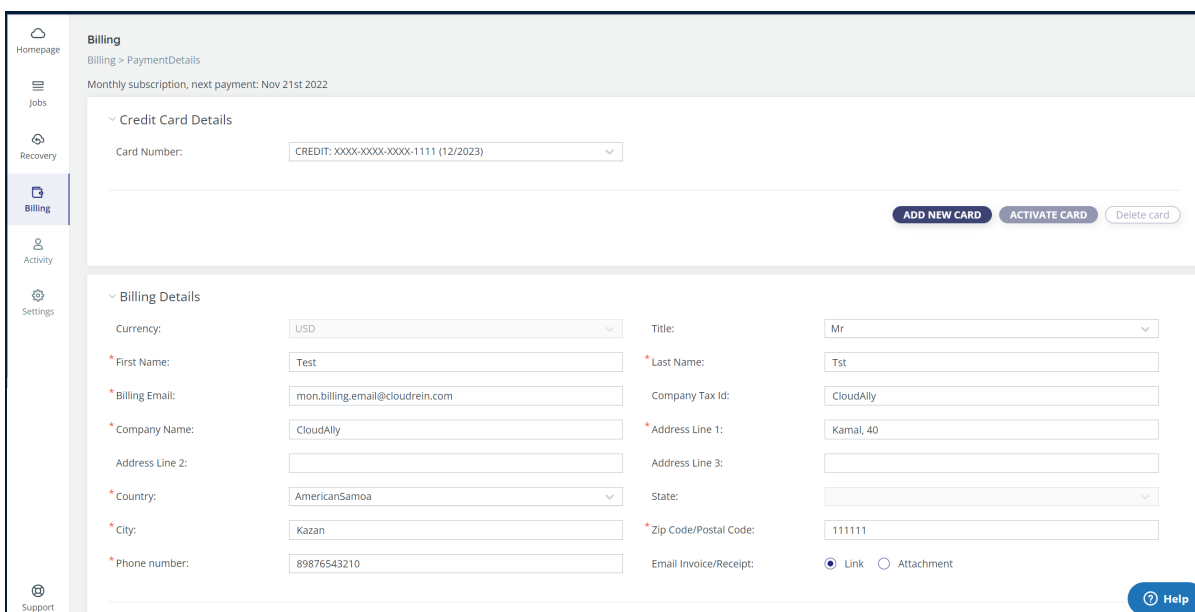 Homepage
Jobs
Recovery
Billing
Activity
Settings
Support
Billing
Billing > PaymentDetails
Monthly subscription, next payment: Nov 21st 2022
Credit Card Details
Card Number: CREDIT: XXXX-XXXX-XXXX-1111 (12/2023)
ADD NEW CARD ACTIVATE CARD Delete card
Billing Details
Currency: USD Title: Mr
* First Name: Test * Last Name: Tst
* Billing Email: mon.billing.email@cloudrein.com Company Tax Id: CloudAlly
* Company Name: CloudAlly * Address Line 1: Kamal, 40
Address Line 2: Address Line 3:
* Country: AmericanSamoa State:
* City: Kazan * Zip Code/Postal Code: 111111
* Phone number: 89876543210 Email Invoice/Receipt: Link Attachment
? Help